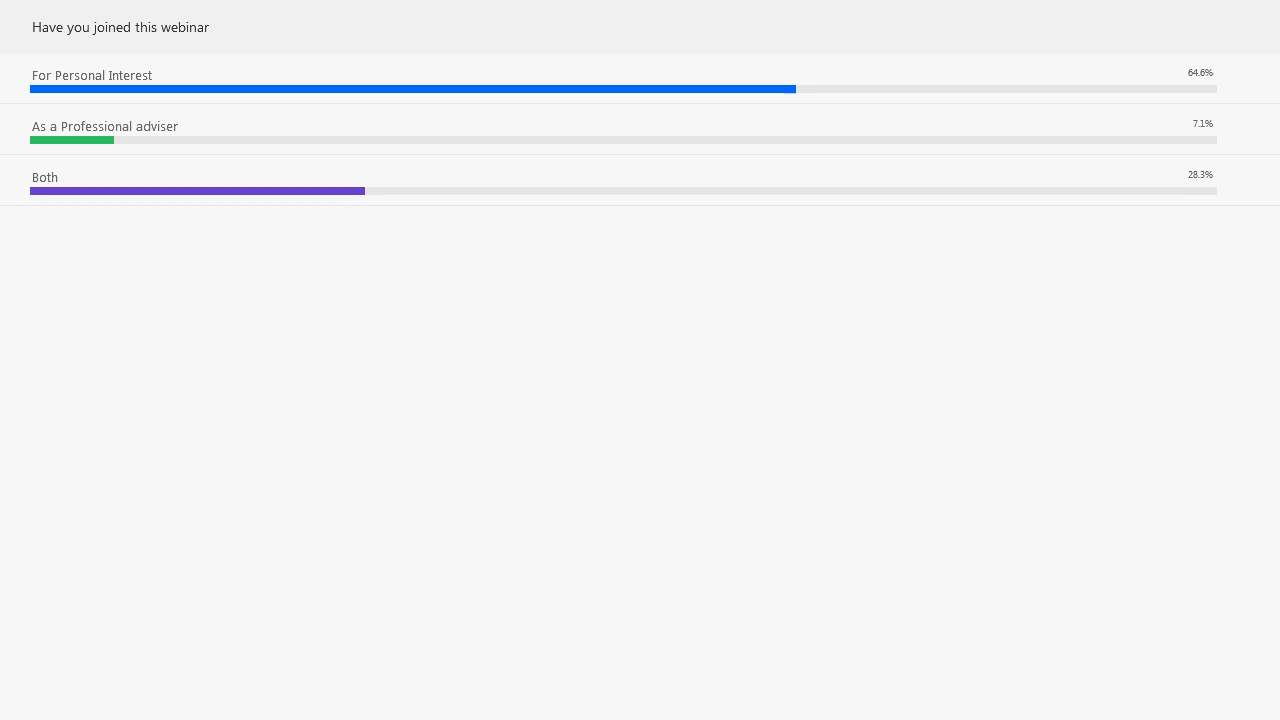 Have you joined this webinar
For Personal Interest 64.6%
As a Professional adviser 7.1%
Both 28.3%